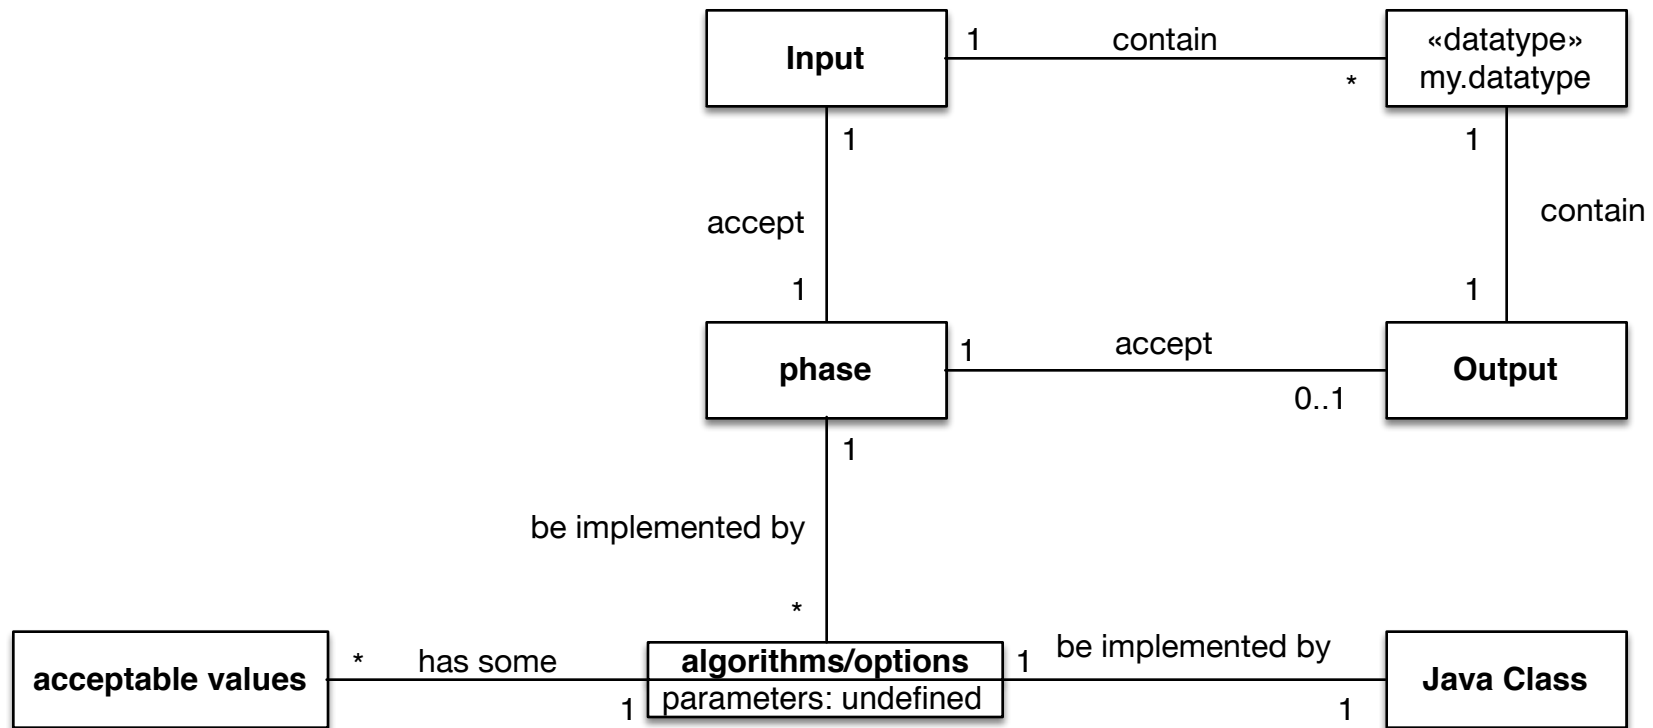 Input
1
contain
*
«datatype»
my.datatype
1
1
accept
contain
1
1
phase
1
accept
0..1
Output
1
be implemented by
*
acceptable values
*
has some
1
algorithms/options
parameters: undefined
1
be implemented by
1
Java Class